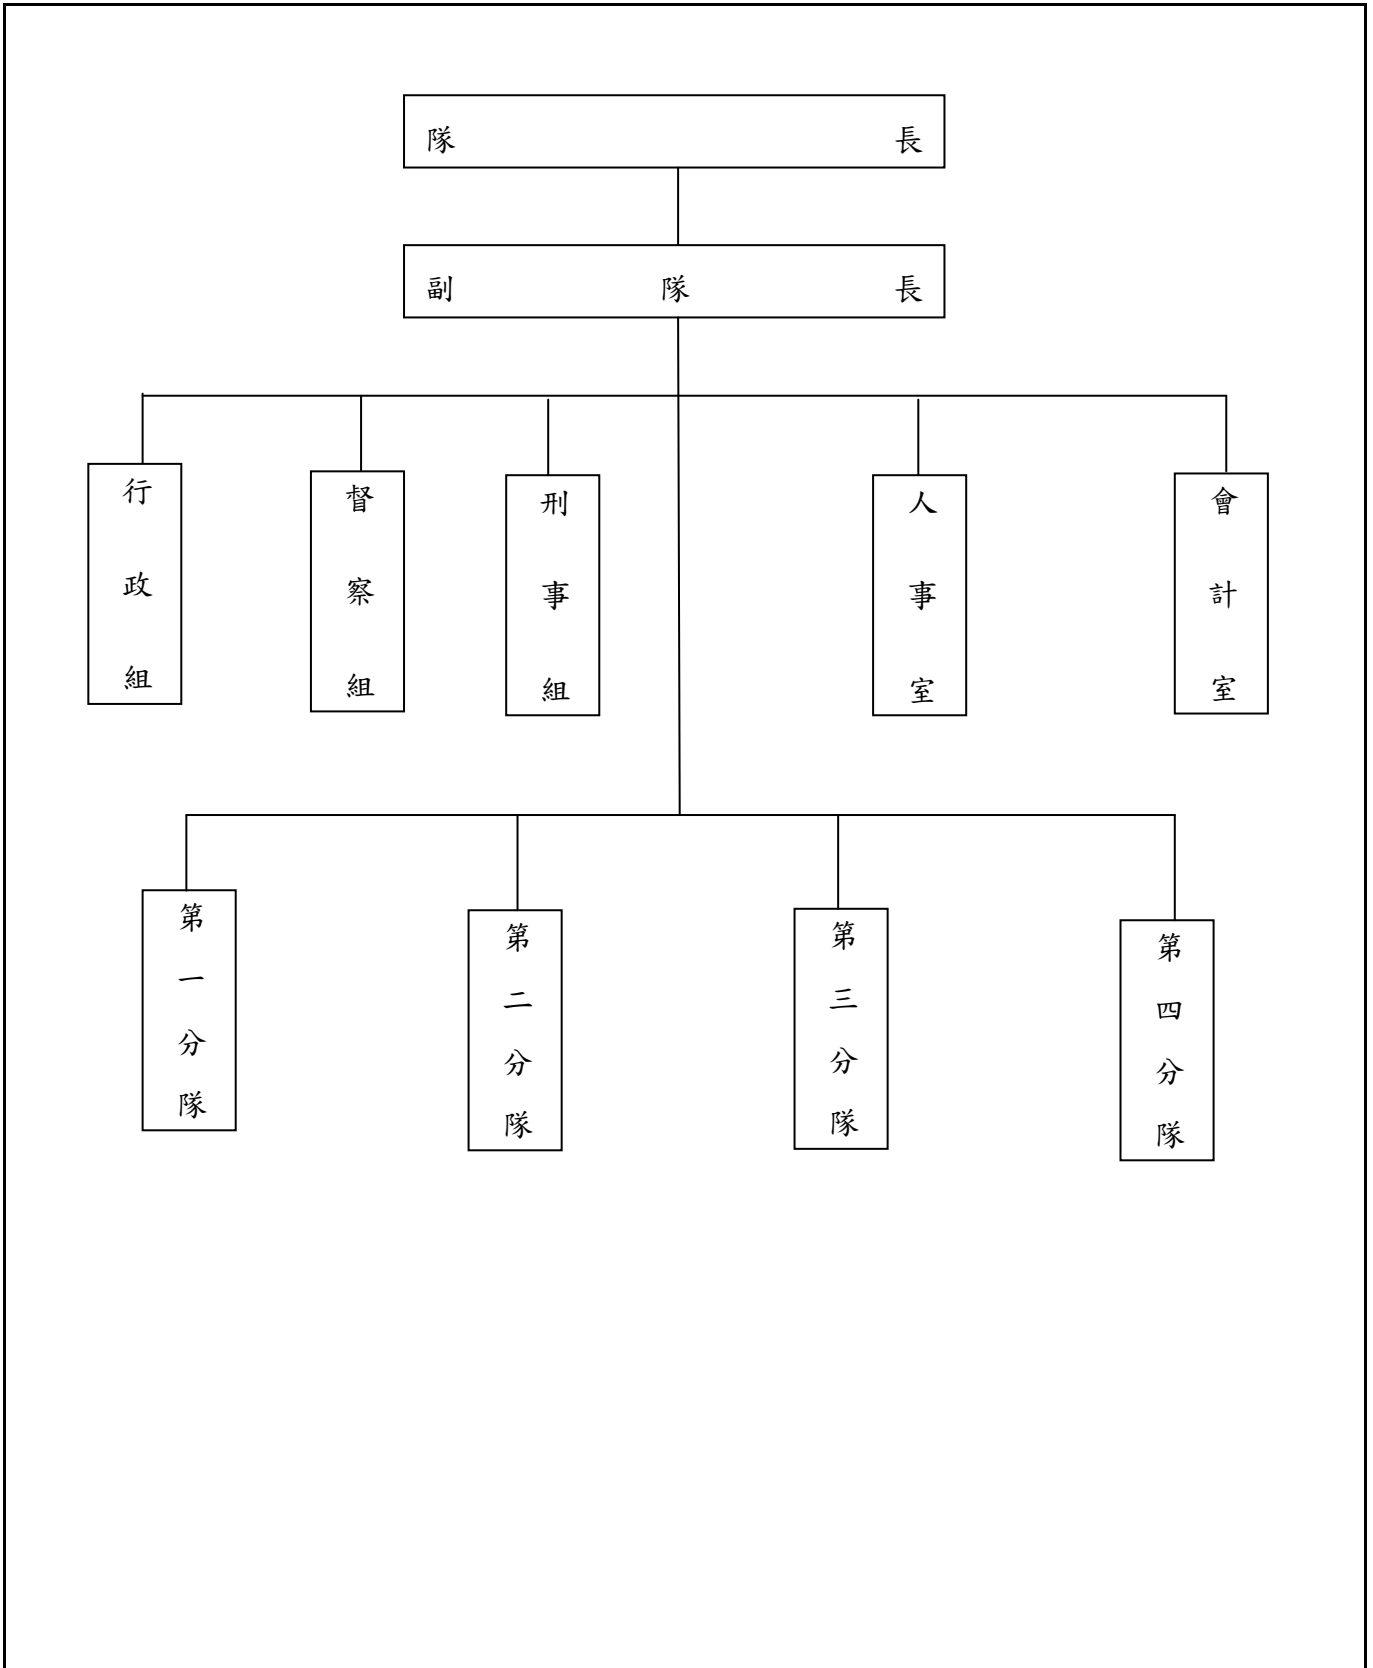 隊長
副隊長
行政組
督察組
刑事組
人事室
會計室
第一分隊
第二分隊
第三分隊
第四分隊